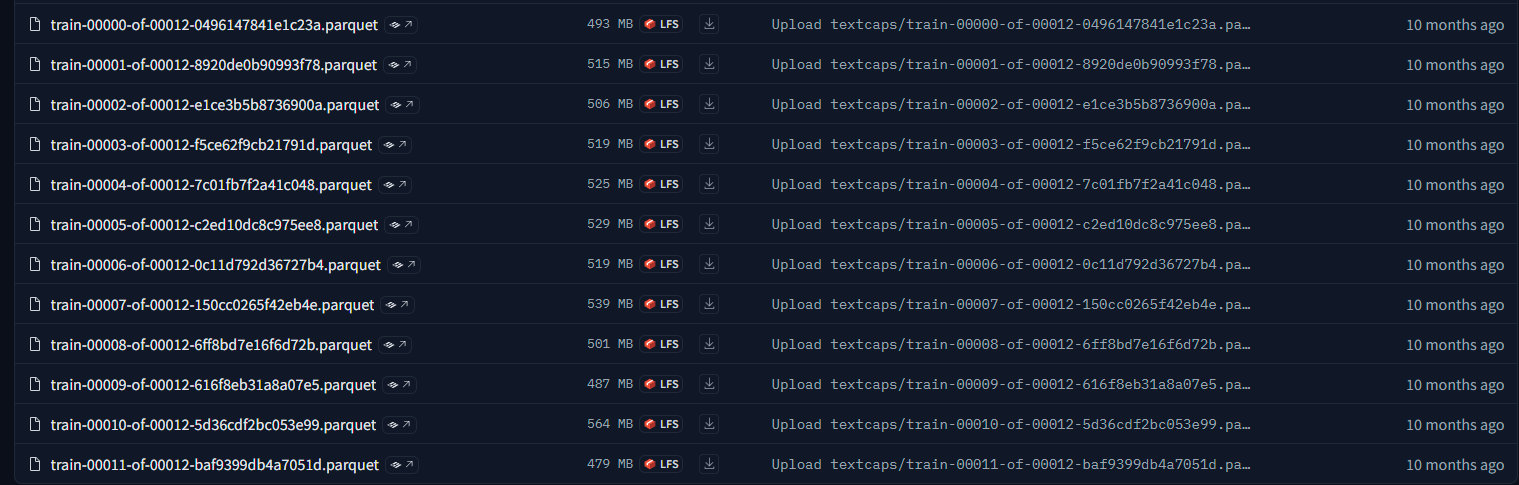 train-00000-of-00012-0496147841e1c23a.parquet 493 MB LFS Upload textcaps/train-00000-of-00012-0496147841e1c23a.pa… 10 months ago
train-00001-of-00012-8920de0b90993f78.parquet 515 MB LFS Upload textcaps/train-00001-of-00012-8920de0b90993f78.pa… 10 months ago
train-00002-of-00012-e1ce3b5b8736900a.parquet 506 MB LFS Upload textcaps/train-00002-of-00012-e1ce3b5b8736900a.pa… 10 months ago
train-00003-of-00012-f5ce62f9cb21791d.parquet 519 MB LFS Upload textcaps/train-00003-of-00012-f5ce62f9cb21791d.pa… 10 months ago
train-00004-of-00012-7c01fb7f2a41c048.parquet 525 MB LFS Upload textcaps/train-00004-of-00012-7c01fb7f2a41c048.pa… 10 months ago
train-00005-of-00012-c2ed10dc8c975ee8.parquet 529 MB LFS Upload textcaps/train-00005-of-00012-c2ed10dc8c975ee8.pa… 10 months ago
train-00006-of-00012-0c11d792d36727b4.parquet 519 MB LFS Upload textcaps/train-00006-of-00012-0c11d792d36727b4.pa… 10 months ago
train-00007-of-00012-150cc0265f42eb4e.parquet 539 MB LFS Upload textcaps/train-00007-of-00012-150cc0265f42eb4e.pa… 10 months ago
train-00008-of-00012-6ff8bd7e16f6d72b.parquet 501 MB LFS Upload textcaps/train-00008-of-00012-6ff8bd7e16f6d72b.pa… 10 months ago
train-00009-of-00012-616f8eb31a8a07e5.parquet 487 MB LFS Upload textcaps/train-00009-of-00012-616f8eb31a8a07e5.pa… 10 months ago
train-00010-of-00012-5d36cdf2bc053e99.parquet 564 MB LFS Upload textcaps/train-00010-of-00012-5d36cdf2bc053e99.pa… 10 months ago
train-00011-of-00012-baf9399db4a7051d.parquet 479 MB LFS Upload textcaps/train-00011-of-00012-baf9399db4a7051d.pa… 10 months ago